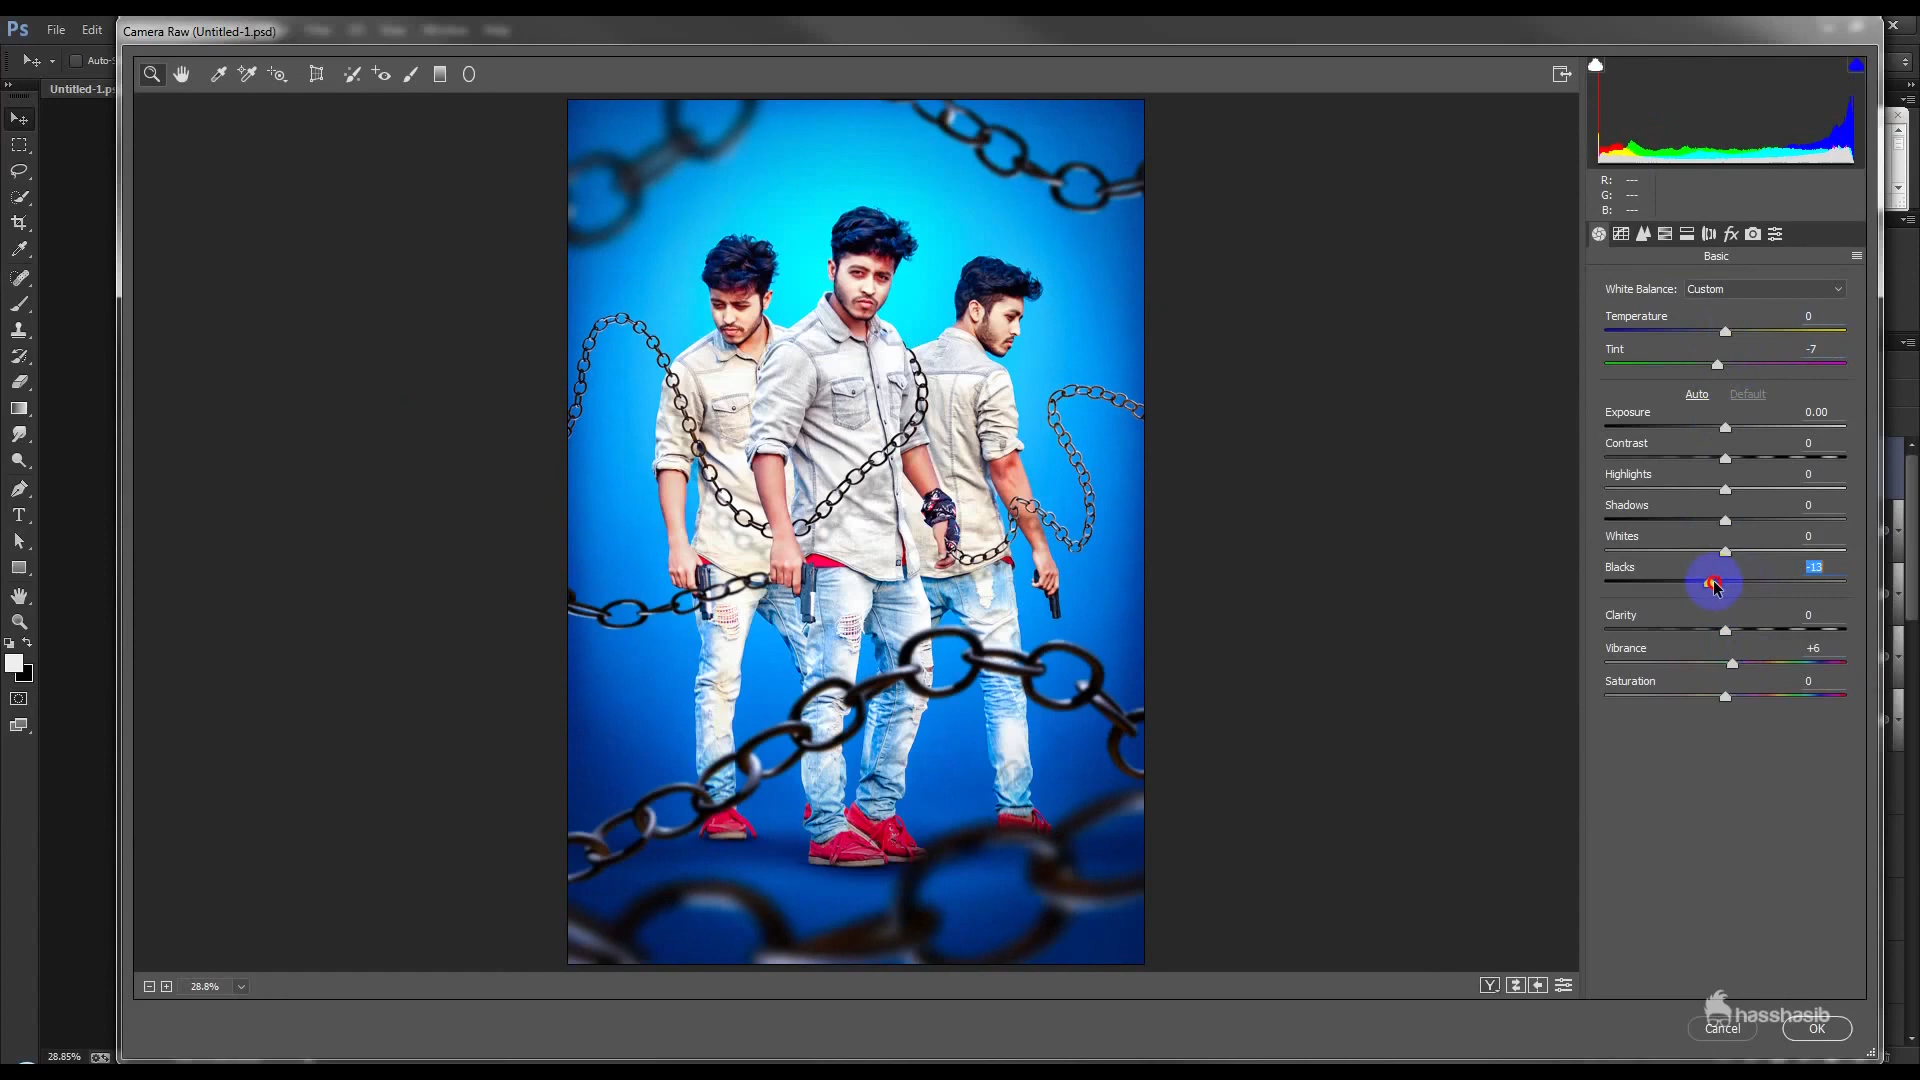 Camera Raw (Untitled-1.psd)
Ps File Edit
Auto-S
Untitled-1.ps
R: ---
G: ---
B: ---
fx
Basic
White Balance: Custom
Temperature 0
Tint -7
Auto Default
Exposure 0.00
Contrast 0
Highlights 0
Shadows 0
Whites 0
Blacks -13
Clarity 0
Vibrance +6
Saturation 0
T
28.8%
Y
hasshasib
Cancel OK
28.85%